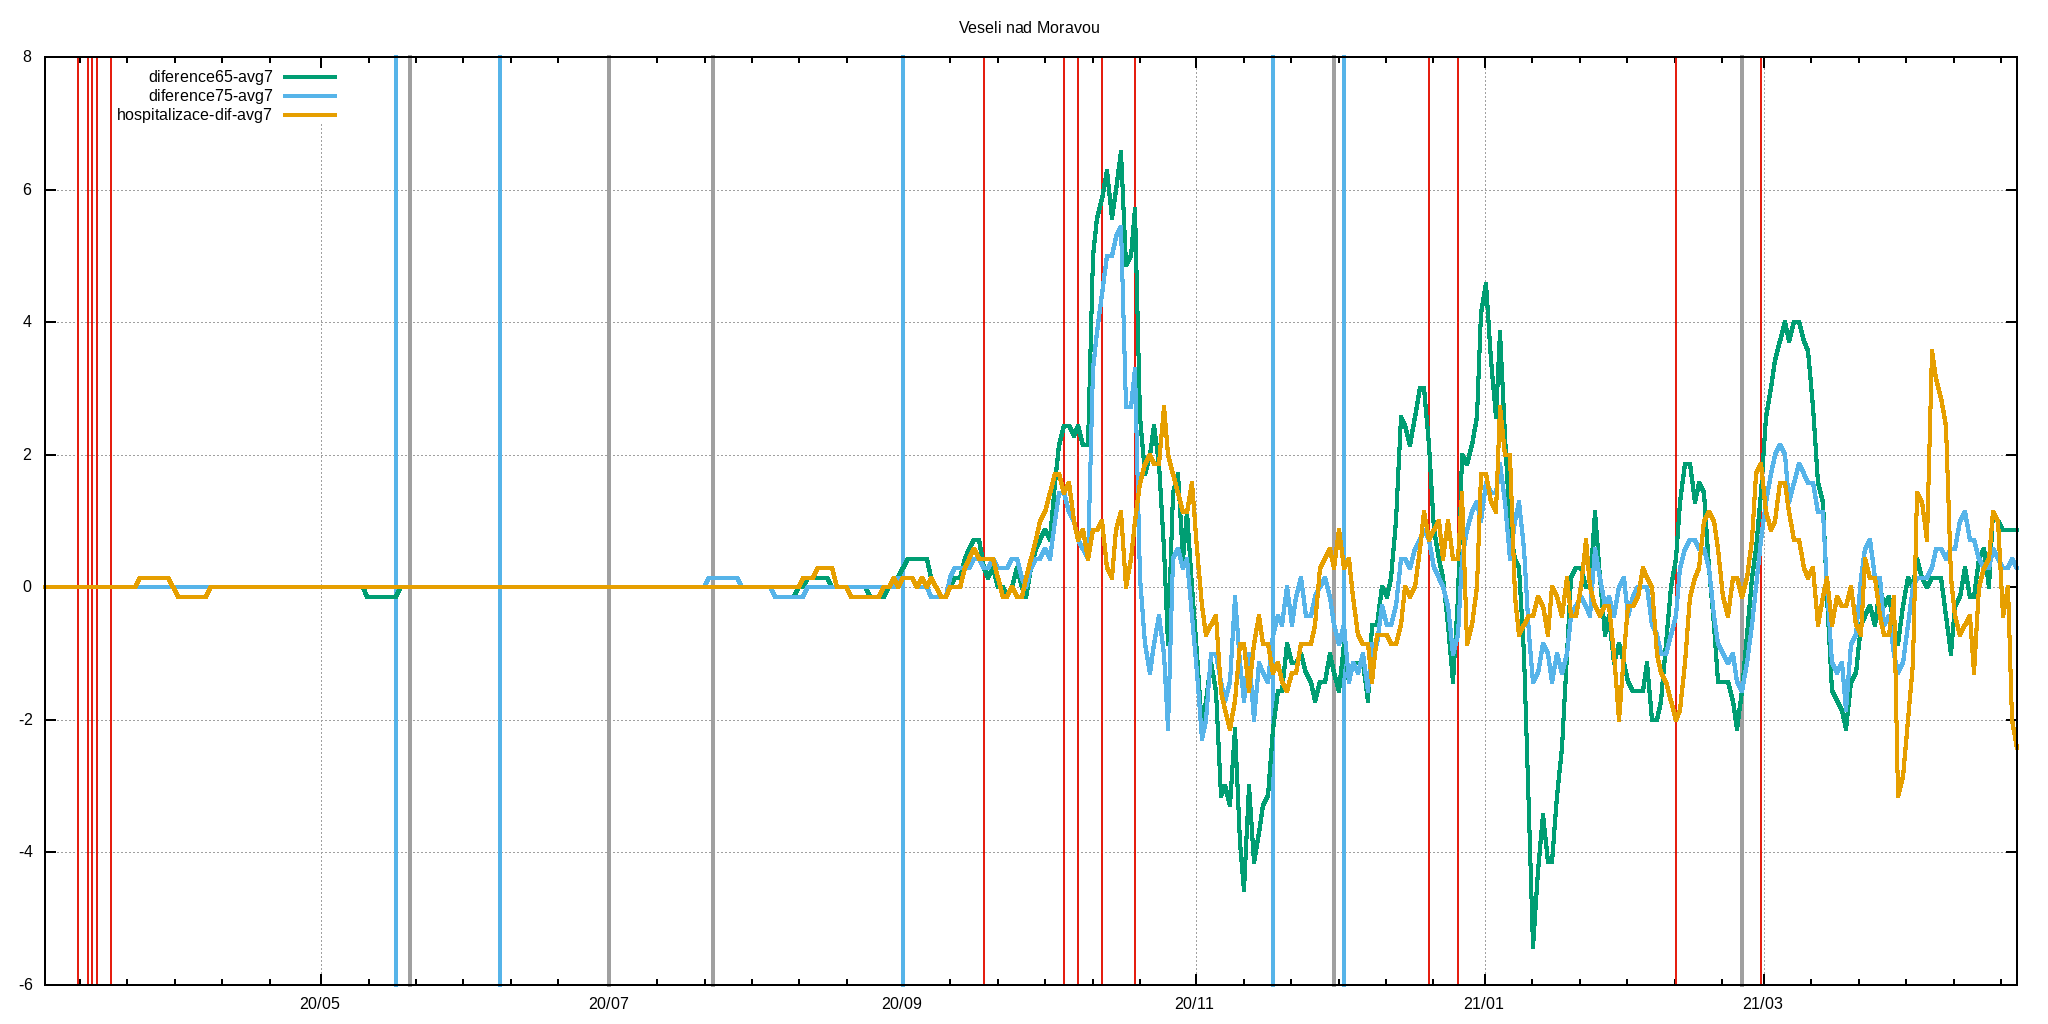 Veseli nad Moravou
8
diference65-avg7
diference75-avg7
hospitalizace-dif-avg7
6
4
2
0
-2
-4
-6
20/05 20/07 20/09 20/11 21/01 21/03